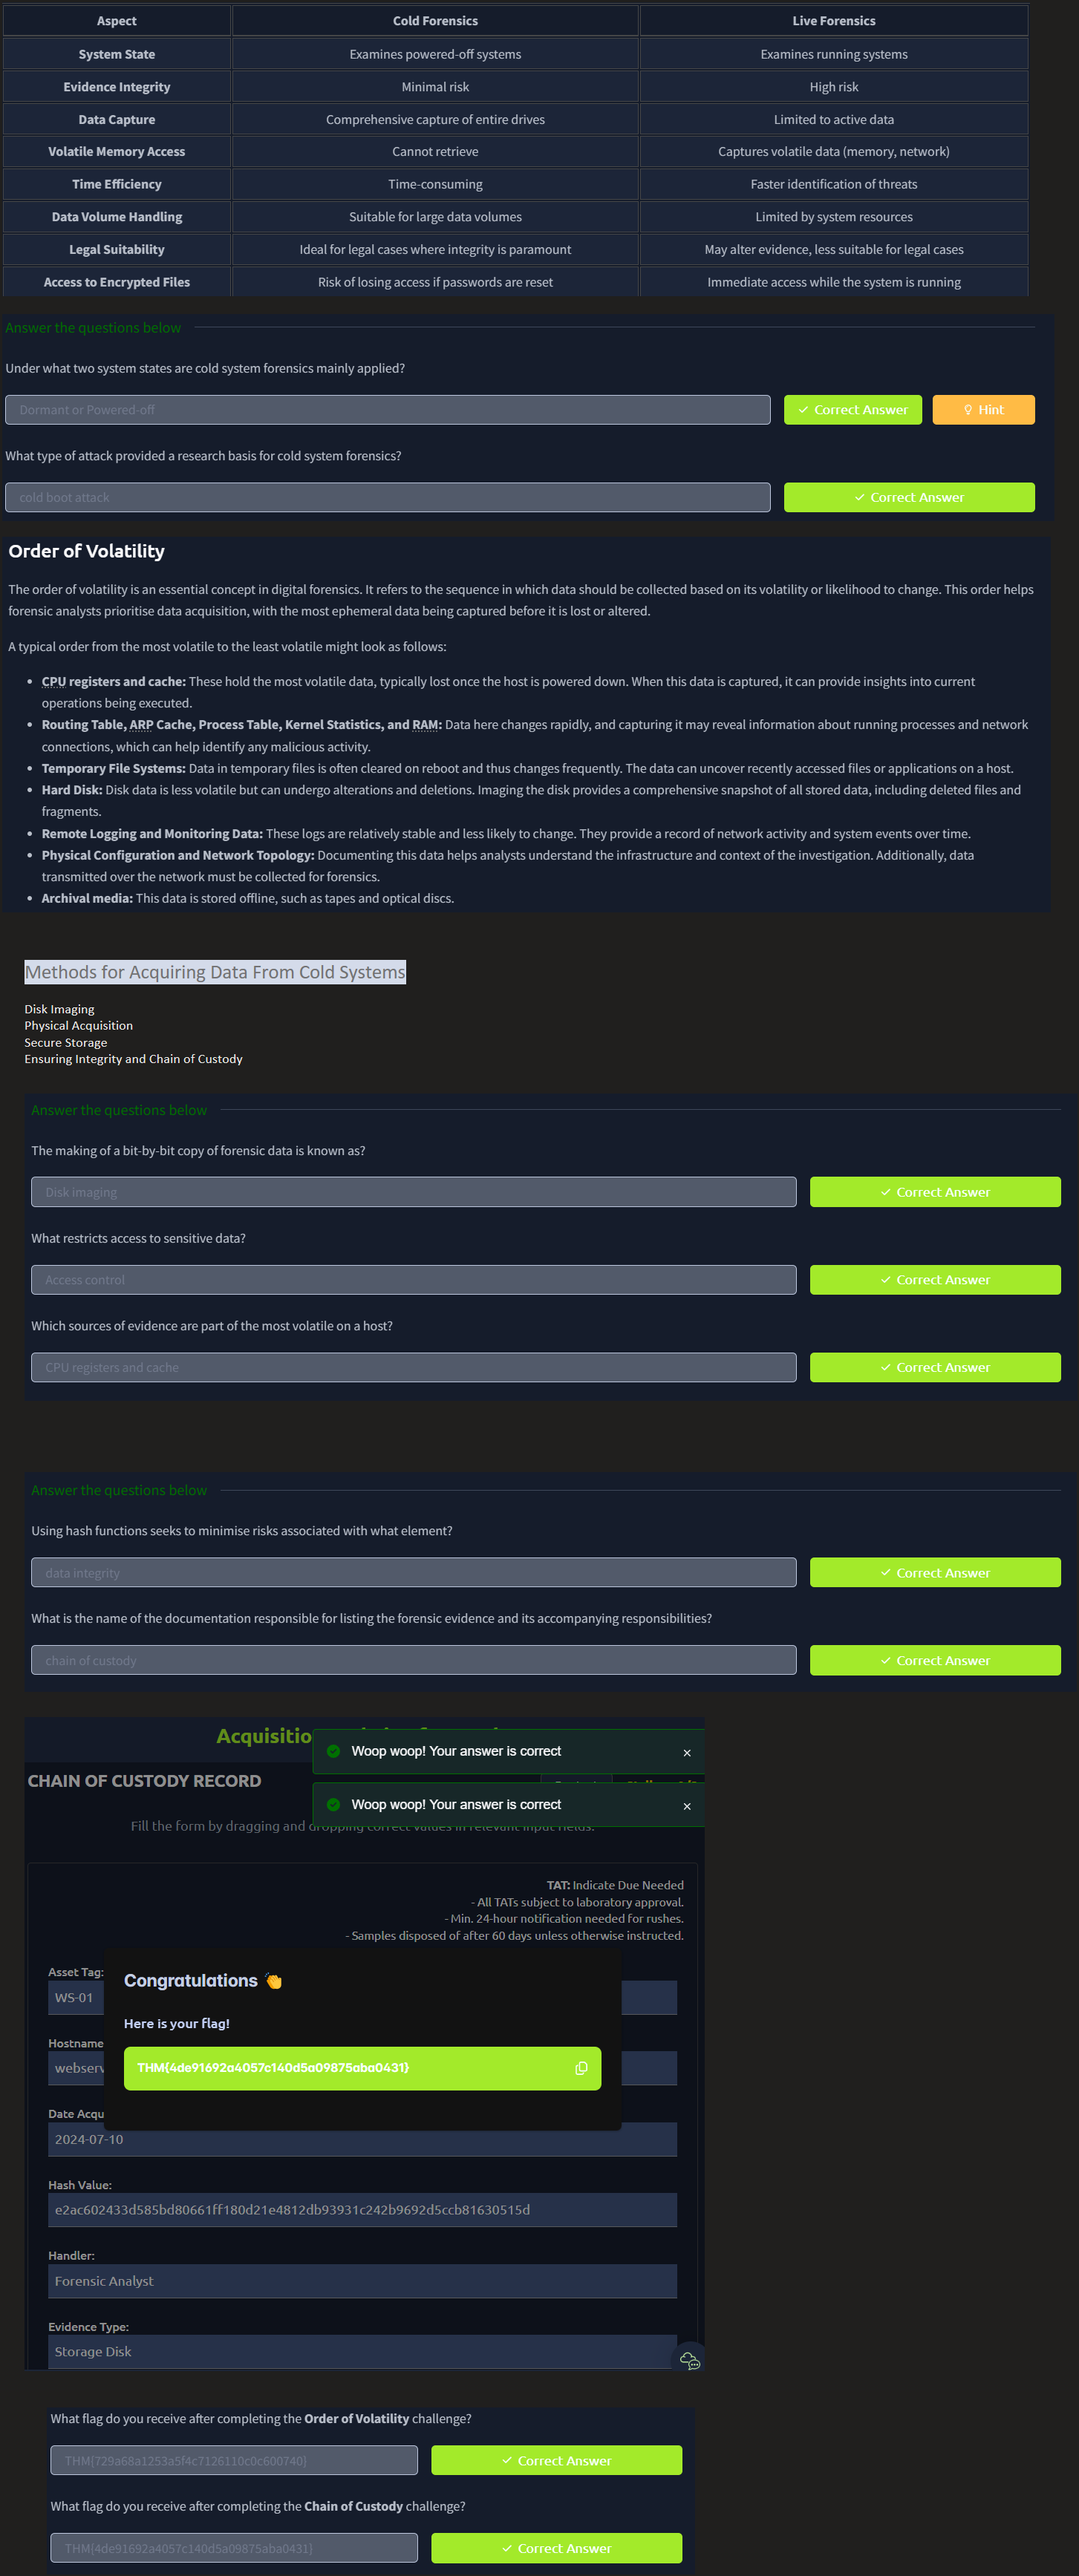 Aspect Cold Forensics Live Forensics
System State Examines powered-off systems Examines running systems
Evidence Integrity Minimal risk High risk
Data Capture Comprehensive capture of entire drives Limited to active data
Volatile Memory Access Cannot retrieve Captures volatile data (memory, network)
Time Efficiency Time-consuming Faster identification of threats
Data Volume Handling Suitable for large data volumes Limited by system resources
Legal Suitability Ideal for legal cases where integrity is paramount May alter evidence, less suitable for legal cases
Access to Encrypted Files Risk of losing access if passwords are reset Immediate access while the system is running
Answer the questions below
Under what two system states are cold system forensics mainly applied?
Dormant or Powered-off Correct Answer Hint
What type of attack provided a research basis for cold system forensics?
cold boot attack Correct Answer
Order of Volatility
The order of volatility is an essential concept in digital forensics. It refers to the sequence in which data should be collected based on its volatility or likelihood to change. This order helps
forensic analysts prioritise data acquisition, with the most ephemeral data being captured before it is lost or altered.
A typical order from the most volatile to the least volatile might look as follows:
• CPU registers and cache: These hold the most volatile data, typically lost once the host is powered down. When this data is captured, it can provide insights into current
operations being executed.
• Routing Table, ARP Cache, Process Table, Kernel Statistics, and RAM: Data here changes rapidly, and capturing it may reveal information about running processes and network
connections, which can help identify any malicious activity.
• Temporary File Systems: Data in temporary files is often cleared on reboot and thus changes frequently. The data can uncover recently accessed files or applications on a host.
• Hard Disk: Disk data is less volatile but can undergo alterations and deletions. Imaging the disk provides a comprehensive snapshot of all stored data, including deleted files and
fragments.
• Remote Logging and Monitoring Data: These logs are relatively stable and less likely to change. They provide a record of network activity and system events over time.
• Physical Configuration and Network Topology: Documenting this data helps analysts understand the infrastructure and context of the investigation. Additionally, data
transmitted over the network must be collected for forensics.
• Archival media: This data is stored offline, such as tapes and optical discs.
Methods for Acquiring Data From Cold Systems
Disk Imaging
Physical Acquisition
Secure Storage
Ensuring Integrity and Chain of Custody
Answer the questions below
The making of a bit-by-bit copy of forensic data is known as?
Disk imaging Correct Answer
What restricts access to sensitive data?
Access control Correct Answer
Which sources of evidence are part of the most volatile on a host?
CPU registers and cache Correct Answer
Answer the questions below
Using hash functions seeks to minimise risks associated with what element?
data integrity Correct Answer
What is the name of the documentation responsible for listing the forensic evidence and its accompanying responsibilities?
chain of custody Correct Answer
Acquisitio
Woop woop! Your answer is correct ×
CHAIN OF CUSTODY RECORD
Woop woop! Your answer is correct ×
Fill the form by dragging and dropping correct values in relevant input fields.
TAT: Indicate Due Needed
- All TATs subject to laboratory approval.
- Min. 24-hour notification needed for rushes.
- Samples disposed of after 60 days unless otherwise instructed.
Asset Tag:
WS-01
Congratulations 👏
Here is your flag!
Hostname
webserv
THM{4de91692a4057c140d5a09875aba0431}
Date Acqu
2024-07-10
Hash Value:
e2ac602433d585bd80661ff180d21e4812db93931c242b9692d5ccb81630515d
Handler:
Forensic Analyst
Evidence Type:
Storage Disk
What flag do you receive after completing the Order of Volatility challenge?
THM{729a68a1253a5f4c7126110c0c600740} Correct Answer
What flag do you receive after completing the Chain of Custody challenge?
THM{4de91692a4057c140d5a09875aba0431} Correct Answer